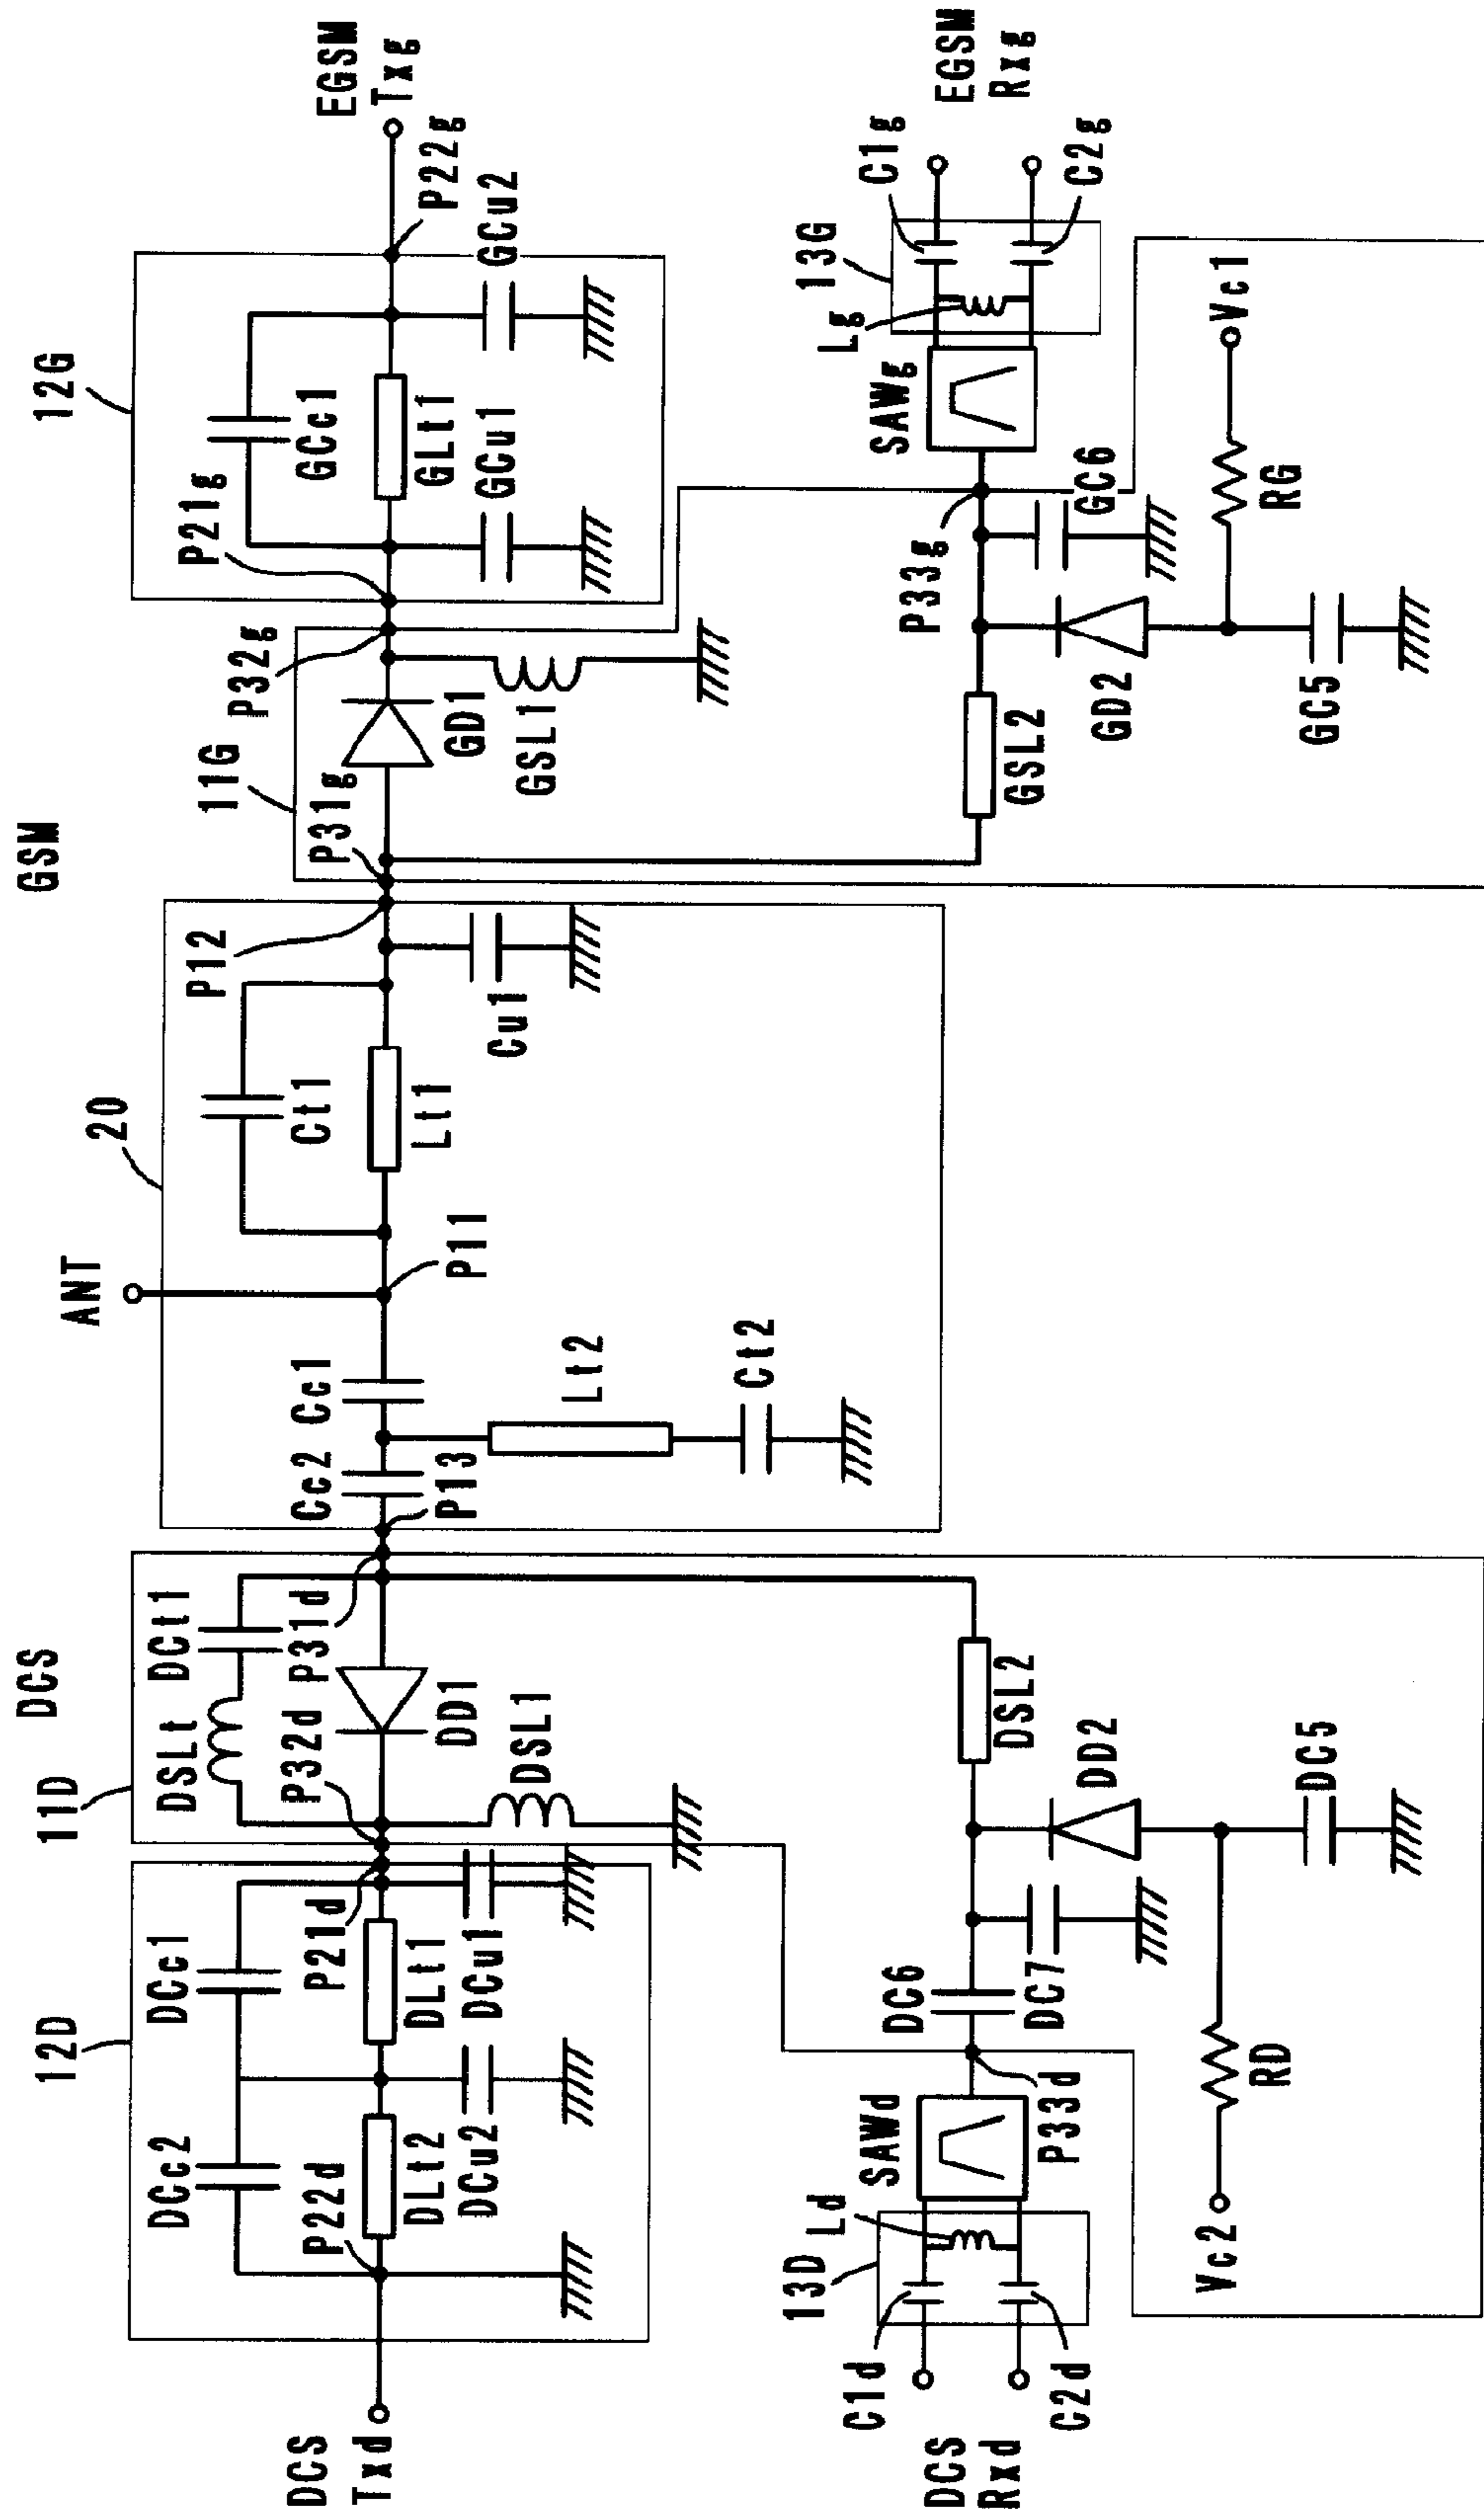 DCS
GSM
ANT
12D
11D
20
11G
12G
DCc2
DCc1
DSLt
DCt1
P31d
P32d
P21d
P22d
DLt2
DLt1
DCu2
DCu1
DD1
DSL1
Cc2
Cc1
P13
Lt2
Ct2
P11
Ct1
Lt1
Cu1
P12
P31g
P32g
GD1
GSL1
P21g
GCc1
GLt1
GCu1
GCu2
P22g
EGSM
Txg
DCS
Txd
DCS
Rxd
13D
Ld
C1d
C2d
SAWd
P33d
DC6
DC7
DSL2
DD2
DC5
RD
Vc2
GSL2
GD2
GC5
P33g
GC6
RG
Vc1
SAWg
Lg
13G
C1g
C2g
EGSM
Rxg